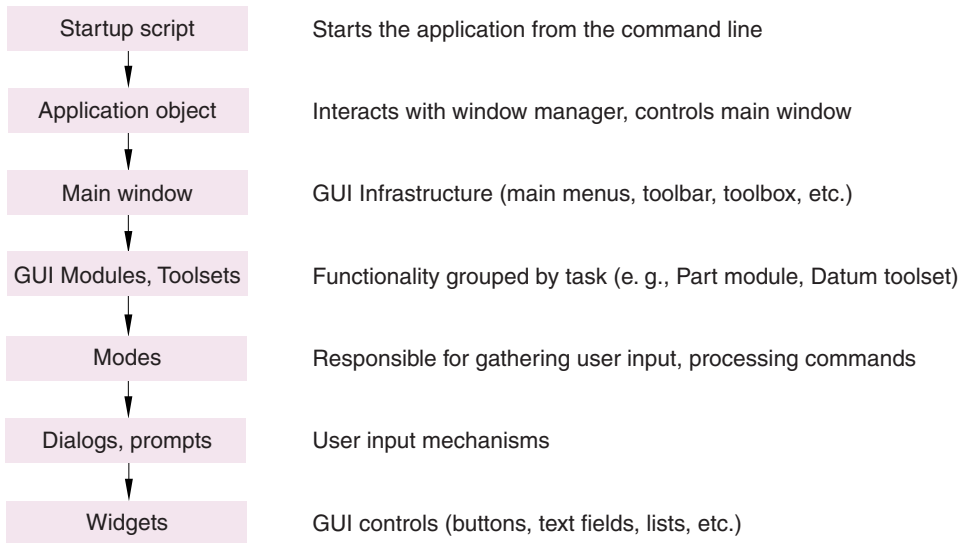 Startup script Starts the application from the command line
Application object Interacts with window manager, controls main window
Main window GUI Infrastructure (main menus, toolbar, toolbox, etc.)
GUI Modules, Toolsets Functionality grouped by task (e. g., Part module, Datum toolset)
Modes Responsible for gathering user input, processing commands
Dialogs, prompts User input mechanisms
Widgets GUI controls (buttons, text fields, lists, etc.)